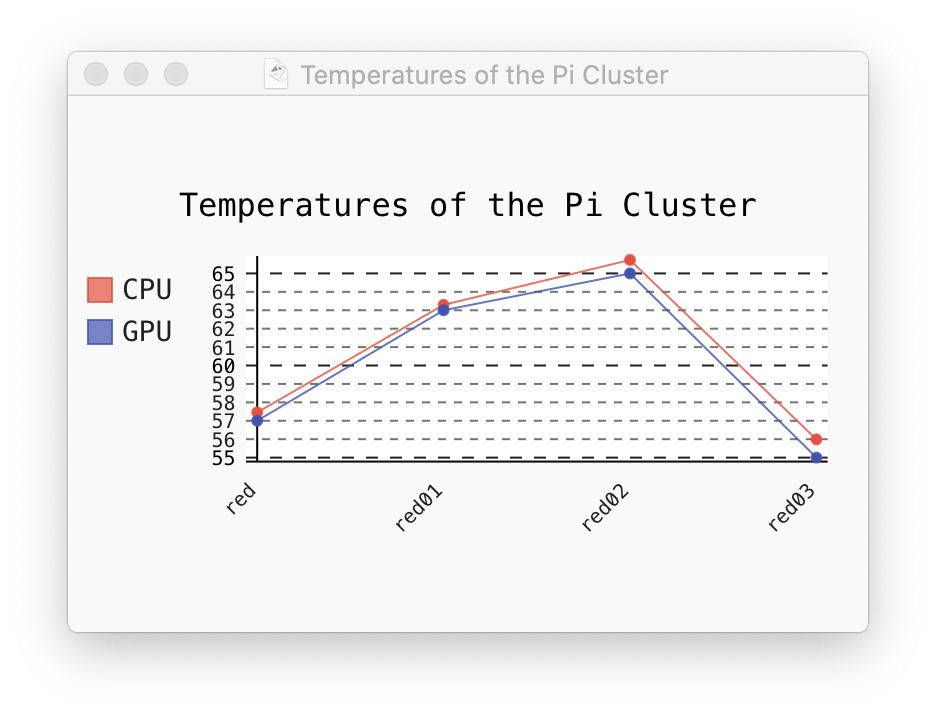 Temperatures of the Pi Cluster
Temperatures of the Pi Cluster
CPU
GPU
65
64
63
62
61
60
59
58
57
56
55
red
red01
red02
red03